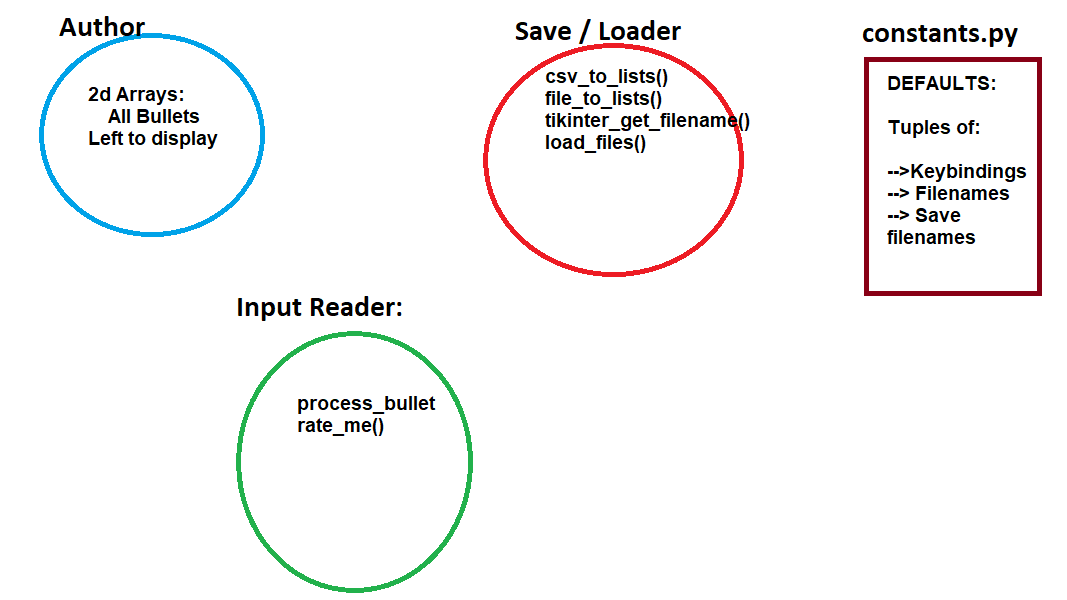 Author
2d Arrays:
All Bullets
Left to display
Save / Loader
csv_to_lists()
file_to_lists()
tikinter_get_filename()
load_files()
constants.py
DEFAULTS:
Tuples of:
-->Keybindings
--> Filenames
--> Save
filenames
Input Reader:
process_bullet
rate_me()